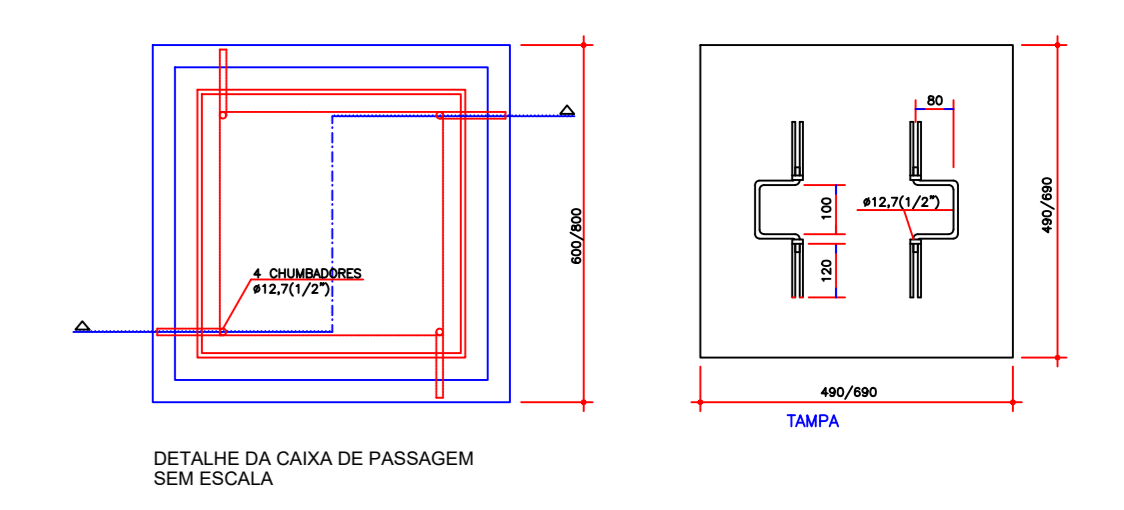 4 CHUMBADORES
ø12,7(1/2")
600/800
DETALHE DA CAIXA DE PASSAGEM
SEM ESCALA
80
100
ø12,7(1/2")
120
490/690
490/690
TAMPA